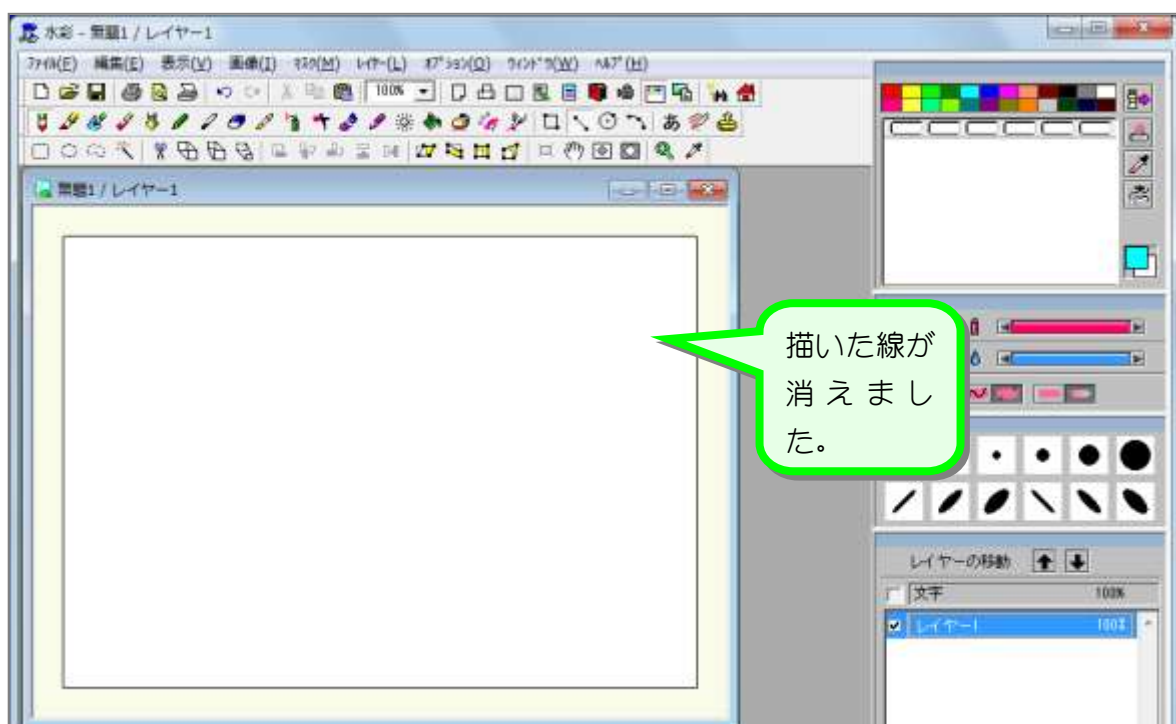 水彩 - 無題1 / レイヤー1
ファイル(F) 編集(E) 表示(V) 画像(I) マスク(M) レイヤー(L) オプション(O) ウィンドウ(W) ヘルプ(H)
100%
あ
無題1 / レイヤー1
描いた線が
消えまし
た。
レイヤーの移動
文字 100%
レイヤー1 100%